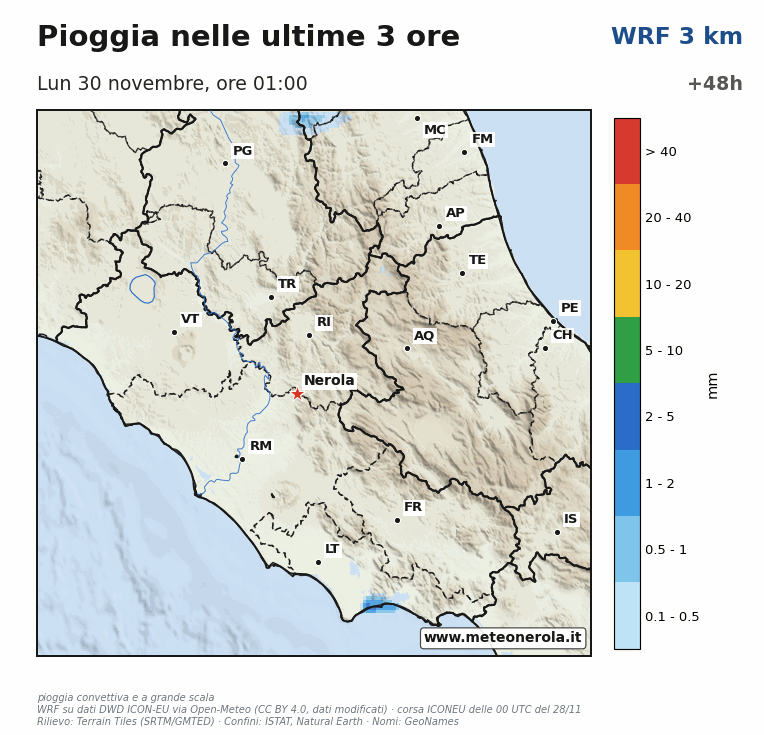 Pioggia nelle ultime 3 ore
WRF 3 km
Lun 30 novembre, ore 01:00
+48h
MC
FM
PG
AP
TE
TR
PE
VT
RI
CH
AQ
Nerola
RM
FR
IS
LT
www.meteonerola.it
> 40
20 - 40
10 - 20
5 - 10
2 - 5
1 - 2
0.5 - 1
0.1 - 0.5
mm
pioggia convettiva e a grande scala
WRF su dati DWD ICON-EU via Open-Meteo (CC BY 4.0, dati modificati) · corsa ICONEU delle 00 UTC del 28/11
Rilievo: Terrain Tiles (SRTM/GMTED) · Confini: ISTAT, Natural Earth · Nomi: GeoNames